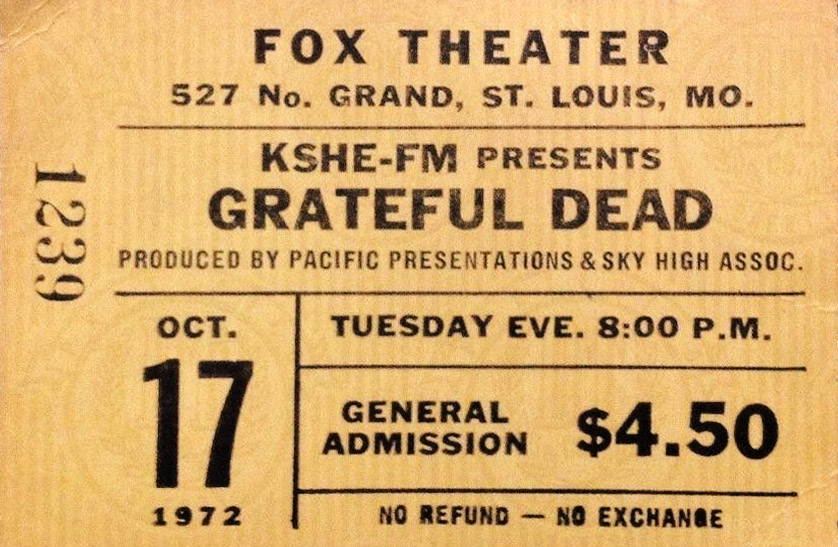 FOX THEATER
527 No. GRAND, ST. LOUIS, MO.
KSHE-FM PRESENTS
GRATEFUL DEAD
PRODUCED BY PACIFIC PRESENTATIONS & SKY HIGH ASSOC.
1239
OCT.
17
1972
TUESDAY EVE. 8:00 P.M.
GENERAL
ADMISSION
$4.50
NO REFUND — NO EXCHANGE